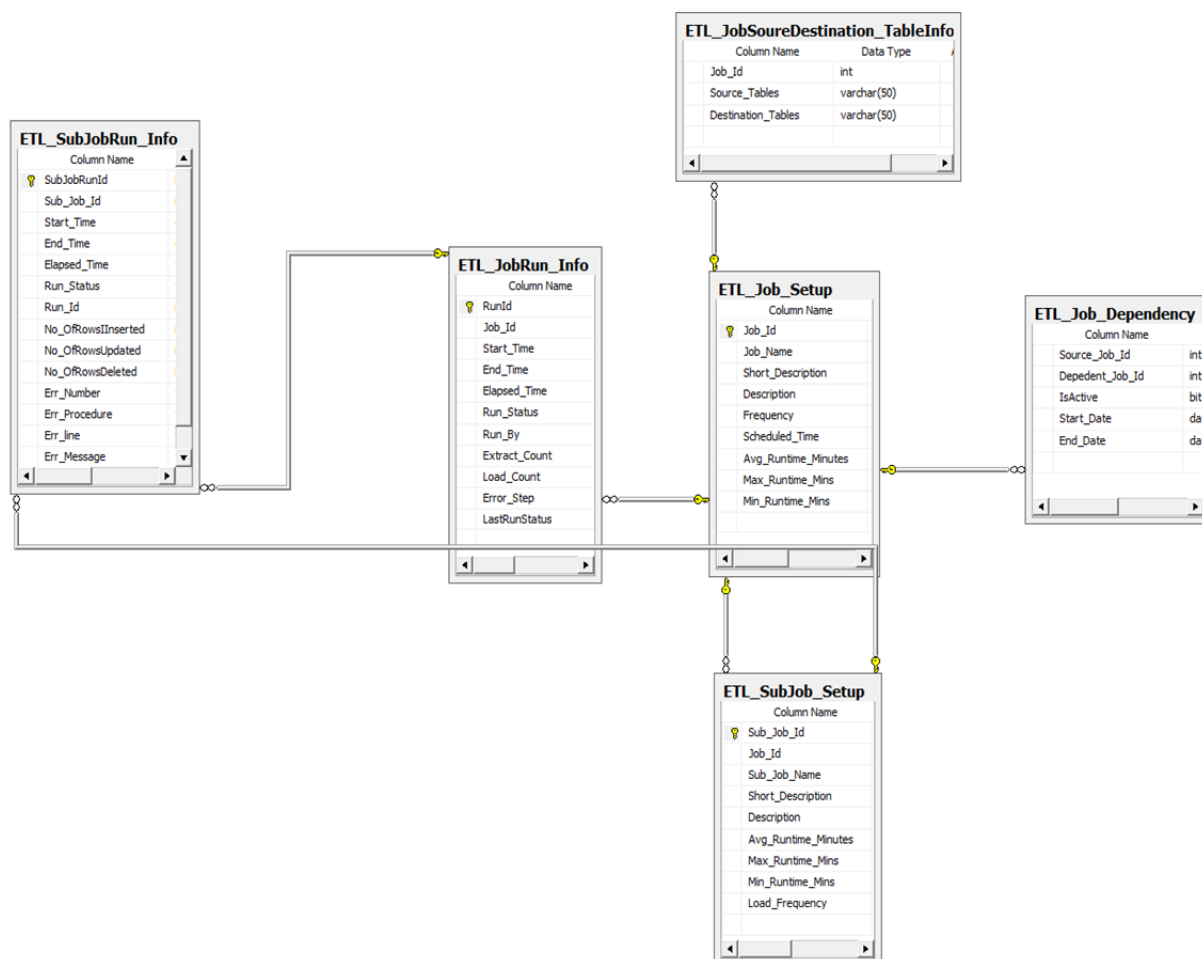 ETL_JobSoureDestination_TableInfo
Column Name Data Type
Job_Id int
Source_Tables varchar(50)
Destination_Tables varchar(50)
ETL_SubJobRun_Info
Column Name
SubJobRunId
Sub_Job_Id
Start_Time
End_Time
Elapsed_Time
Run_Status
Run_Id
No_OfRowsIInserted
No_OfRowsUpdated
No_OfRowsDeleted
Err_Number
Err_Procedure
Err_line
Err_Message
ETL_JobRun_Info
Column Name
RunId
Job_Id
Start_Time
End_Time
Elapsed_Time
Run_Status
Run_By
Extract_Count
Load_Count
Error_Step
LastRunStatus
ETL_Job_Setup
Column Name
Job_Id
Job_Name
Short_Description
Description
Frequency
Scheduled_Time
Avg_Runtime_Minutes
Max_Runtime_Mins
Min_Runtime_Mins
ETL_Job_Dependency
Column Name
Source_Job_Id int
Depedent_Job_Id int
IsActive bit
Start_Date da
End_Date da
ETL_SubJob_Setup
Column Name
Sub_Job_Id
Job_Id
Sub_Job_Name
Short_Description
Description
Avg_Runtime_Minutes
Max_Runtime_Mins
Min_Runtime_Mins
Load_Frequency